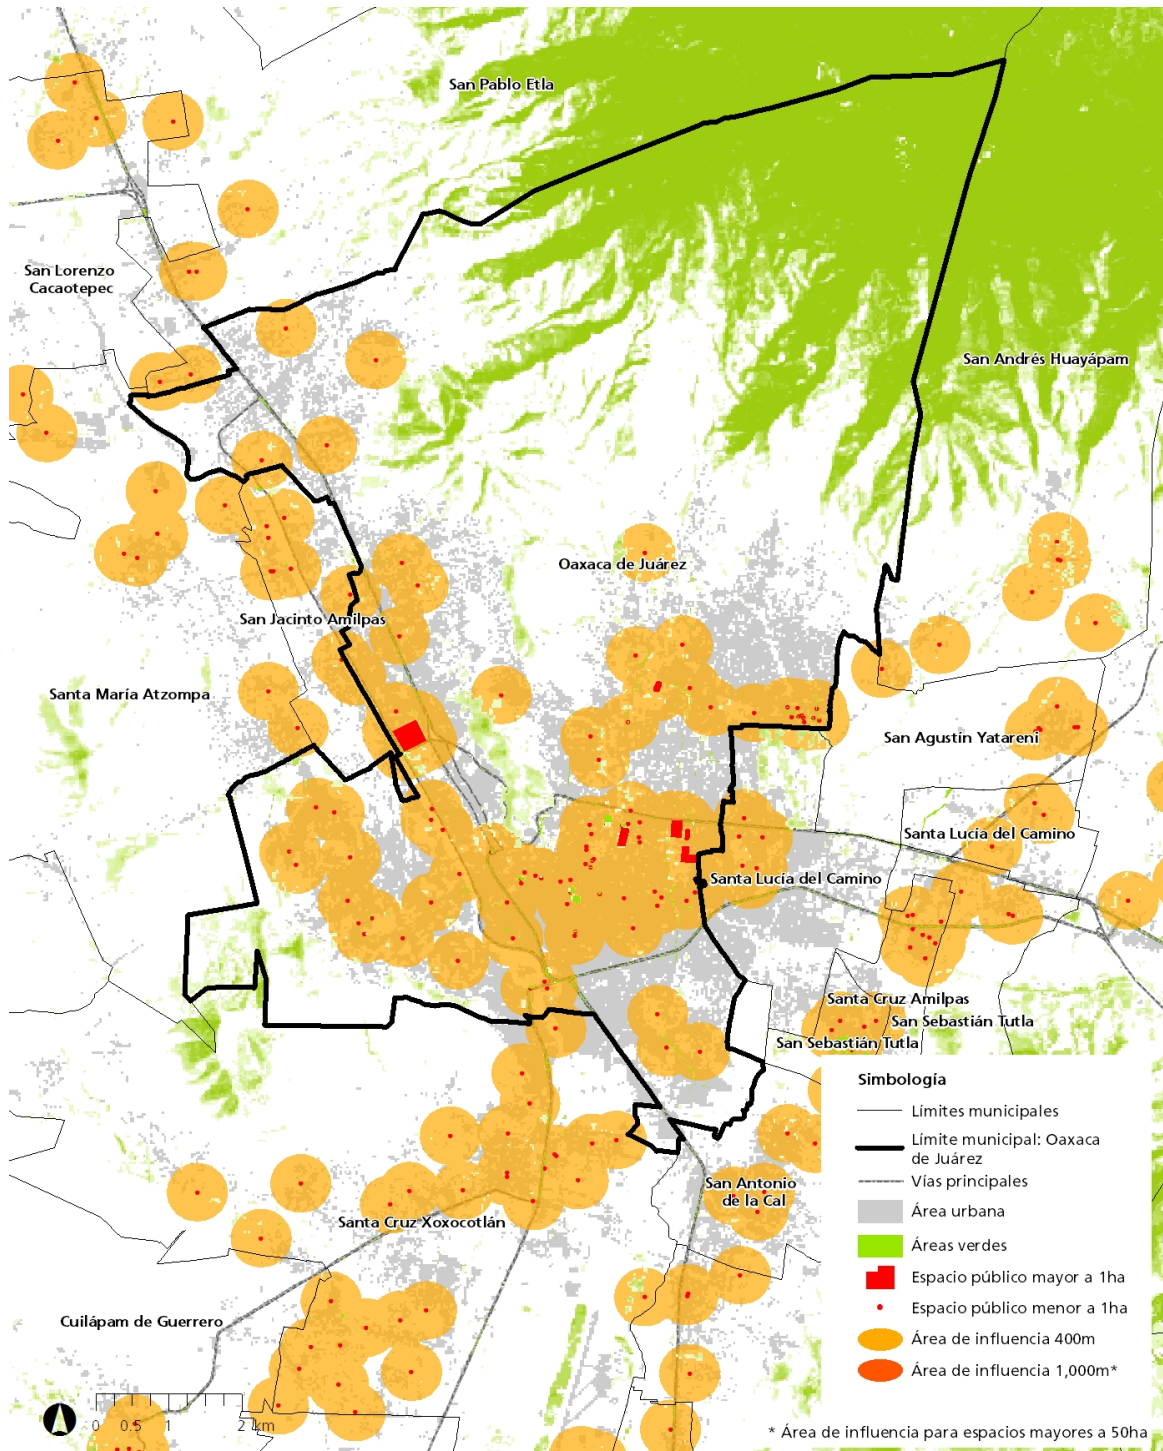 San Pablo Etla
San Lorenzo
Cacaotepec
San Andrés Huayápam
Oaxaca de Juárez
San Jacinto Amilpas
Santa María Atzompa
San Agustín Yatareni
Santa Lucía del Camino
Santa Lucía del Camino
Santa Cruz Amilpas
San Sebastián Tutla
San Sebastián Tutla
San Antonio
de la Cal
Santa Cruz Xoxocotlán
Cuilápam de Guerrero
Simbología
Límites municipales
Límite municipal: Oaxaca
de Juárez
Vías principales
Área urbana
Áreas verdes
Espacio público mayor a 1ha
Espacio público menor a 1ha
Área de influencia 400m
Área de influencia 1,000m*
0 0.5 1 2 km
* Área de influencia para espacios mayores a 50ha